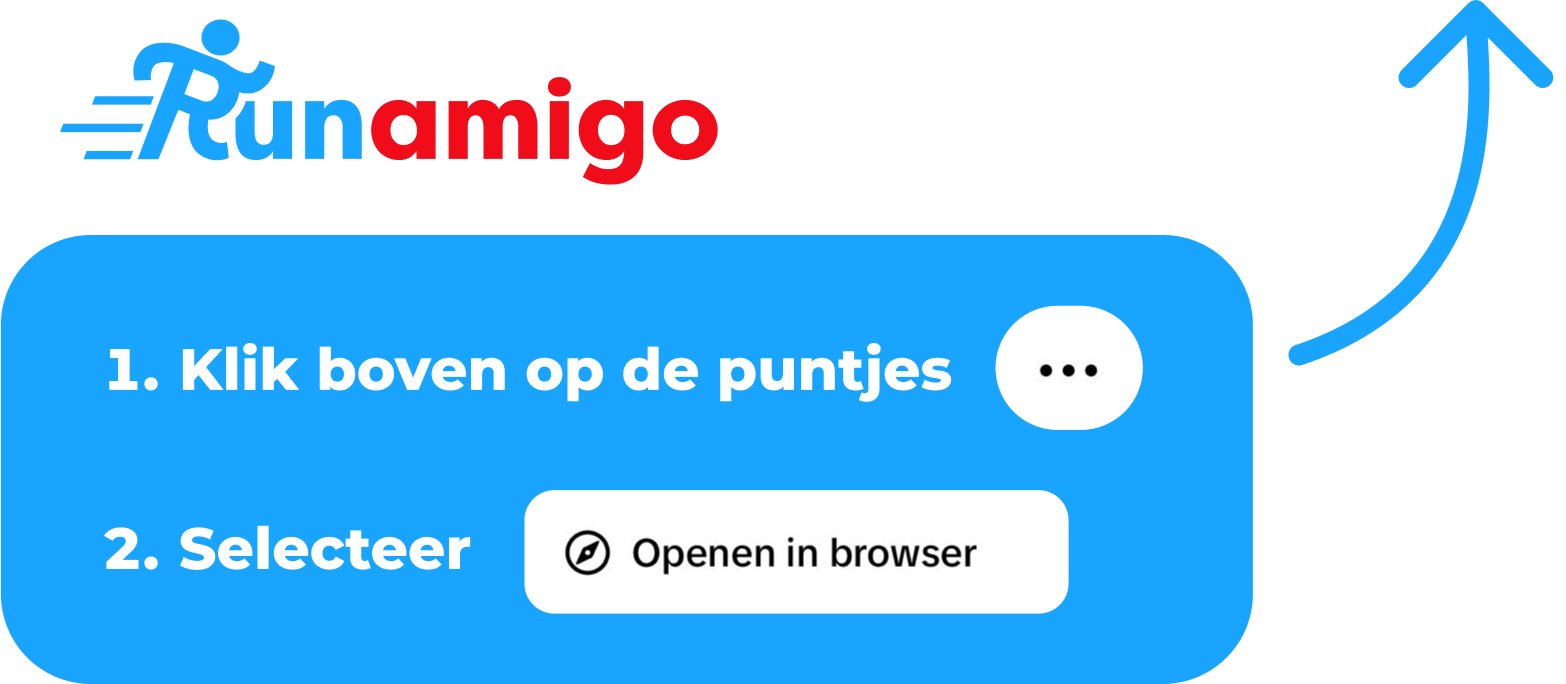 Runamigo
1. Klik boven op de puntjes ...
2. Selecteer Openen in browser